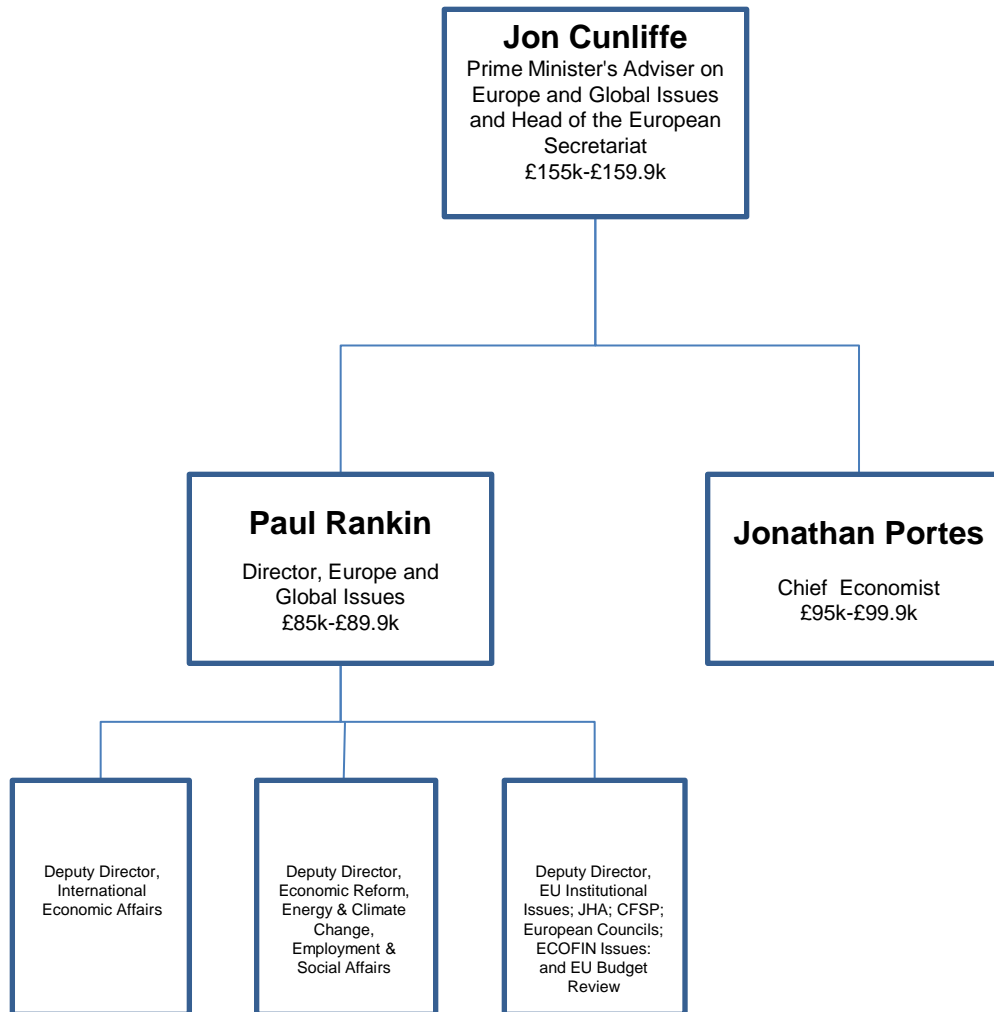 Jon Cunliffe
Prime Minister's Adviser on
Europe and Global Issues
and Head of the European
Secretariat
£155k-£159.9k
Paul Rankin
Director, Europe and
Global Issues
£85k-£89.9k
Jonathan Portes
Chief  Economist
£95k-£99.9k
Deputy Director,
International
Economic Affairs
Deputy Director,
Economic Reform,
Energy & Climate
Change,
Employment &
Social Affairs
Deputy Director,
EU Institutional
Issues; JHA; CFSP;
European Councils;
ECOFIN Issues:
and EU Budget
Review